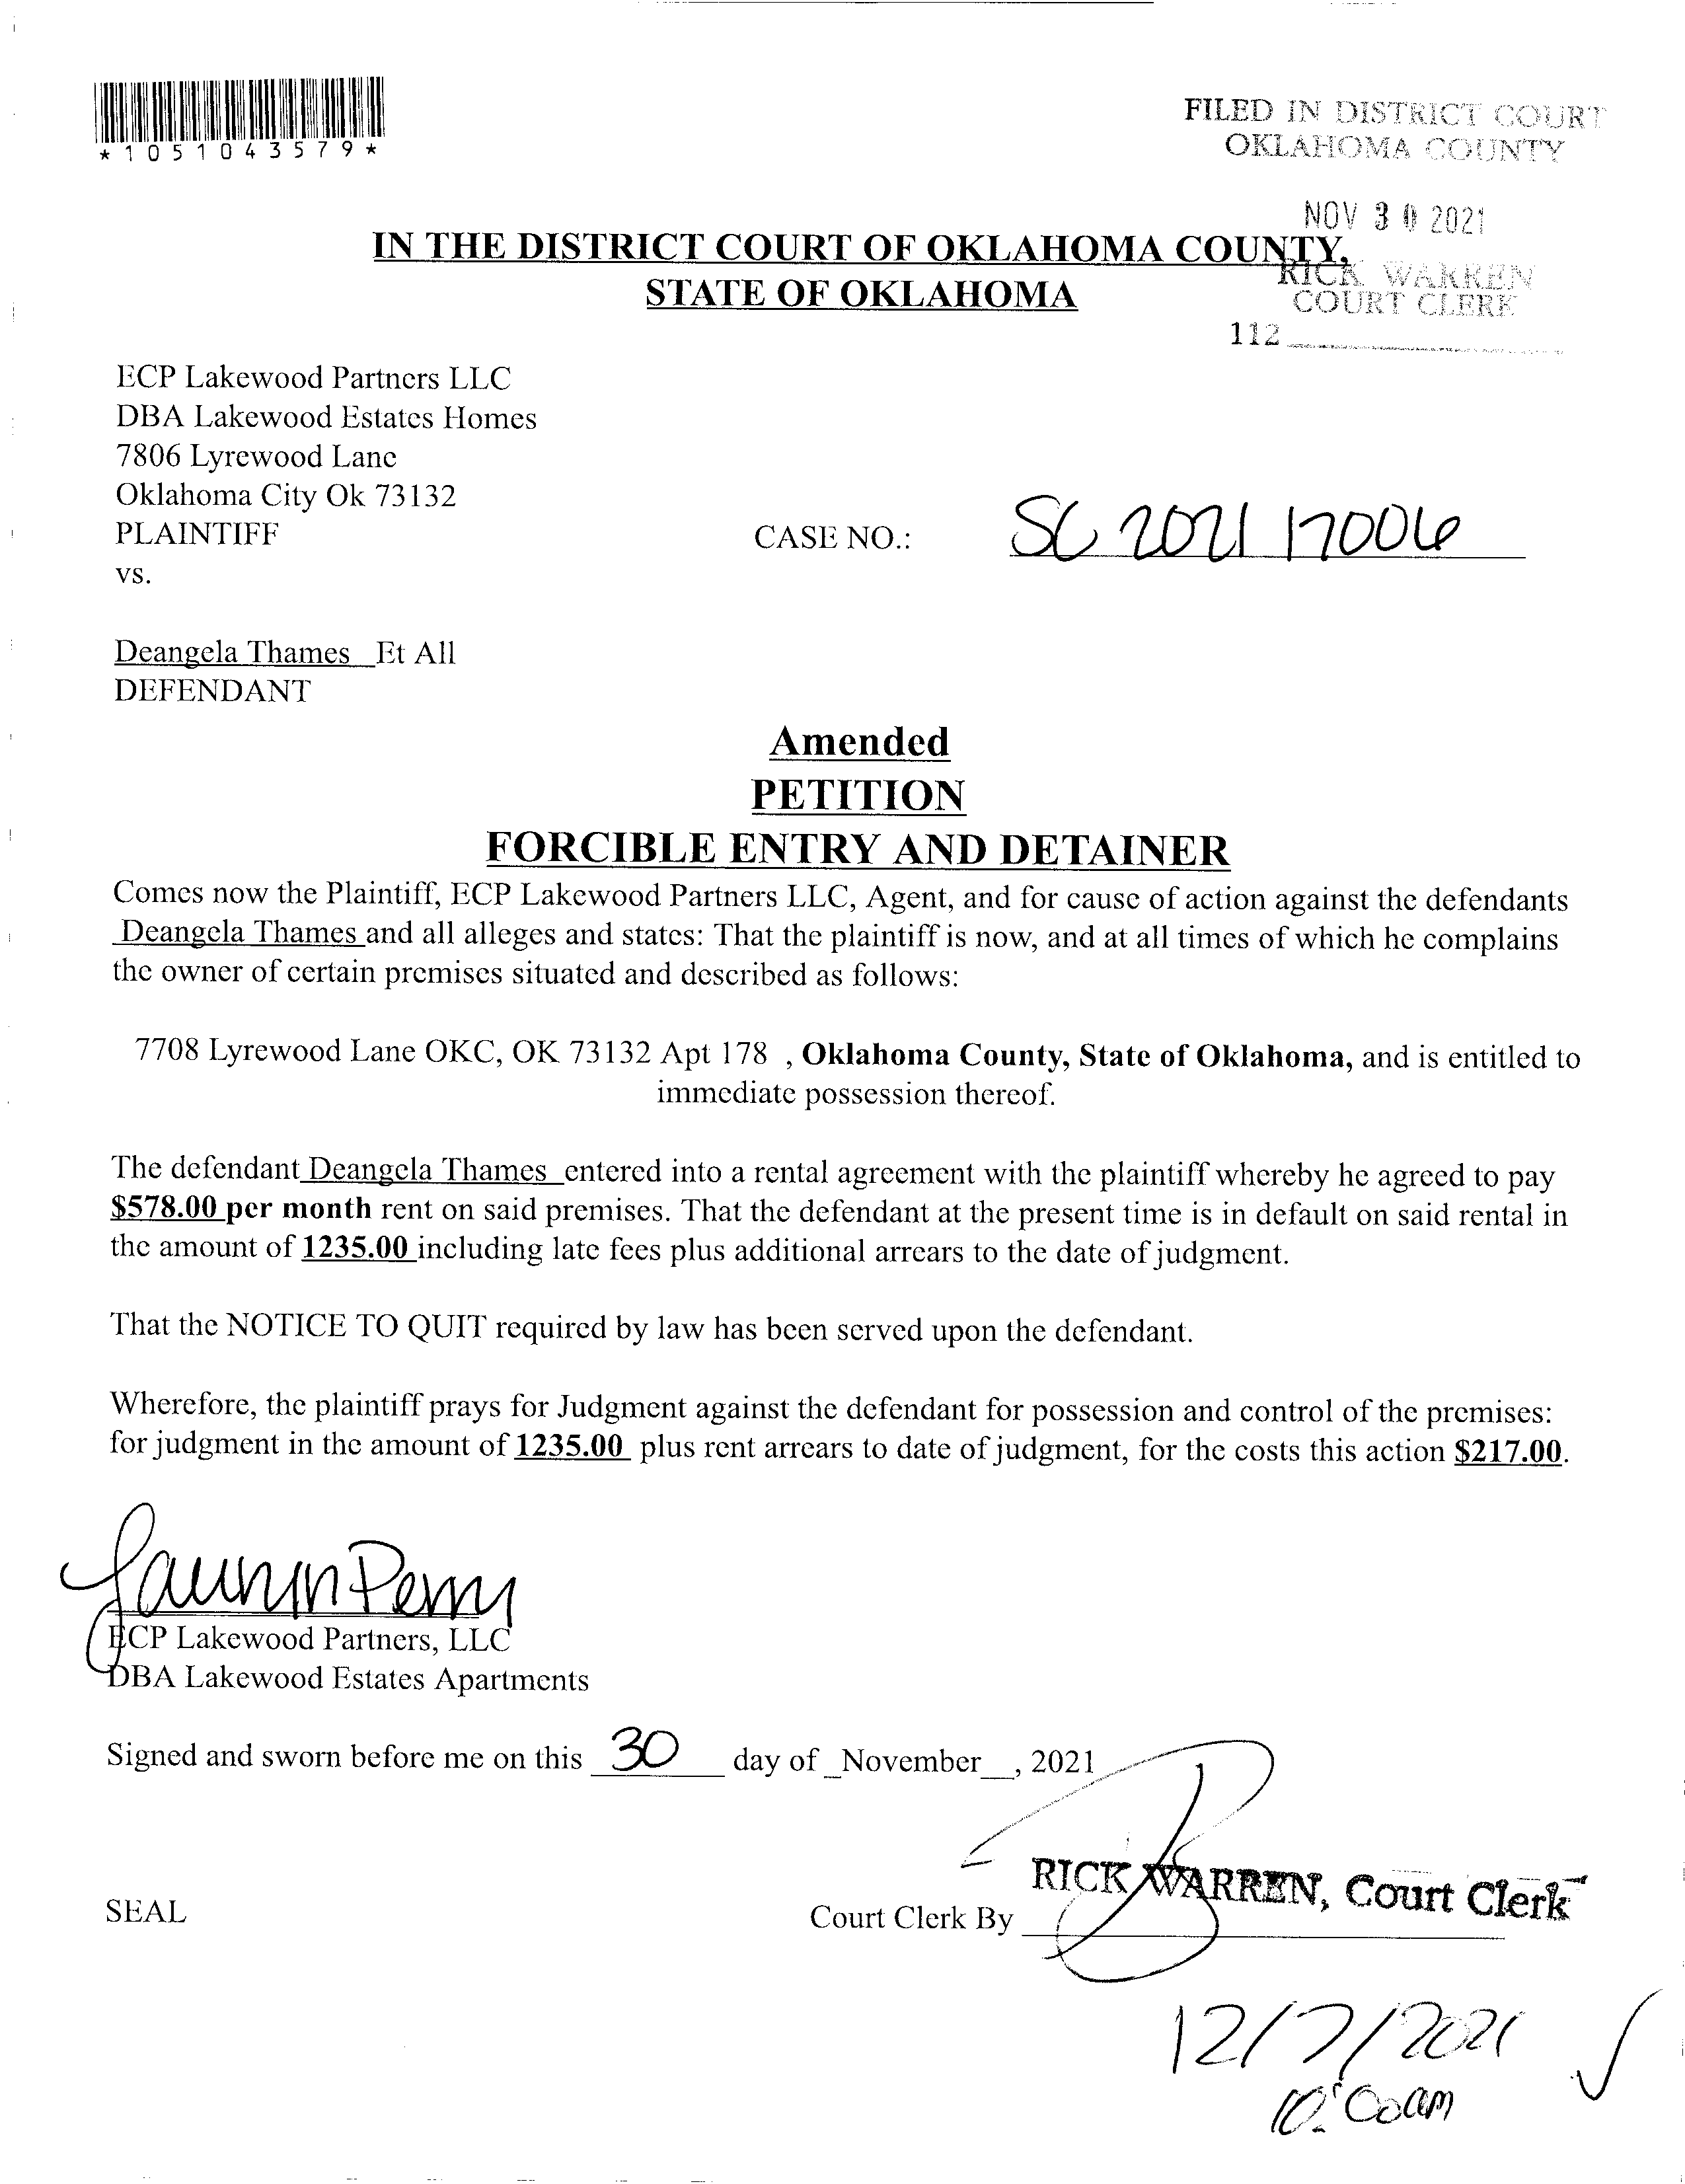 *1051043579*
FILED IN DISTRICT COURT
OKLAHOMA COUNTY
NOV 30 2021
IN THE DISTRICT COURT OF OKLAHOMA COUNTY,
STATE OF OKLAHOMA
RICK WARREN
COURT CLERK
112
ECP Lakewood Partners LLC
DBA Lakewood Estates Homes
7806 Lyrewood Lane
Oklahoma City Ok 73132
PLAINTIFF
CASE NO.: SC 2021 17006
vs.
Deangela Thames Et All
DEFENDANT
Amended
PETITION
FORCIBLE ENTRY AND DETAINER
Comes now the Plaintiff, ECP Lakewood Partners LLC, Agent, and for cause of action against the defendants
Deangela Thames and all alleges and states: That the plaintiff is now, and at all times of which he complains
the owner of certain premises situated and described as follows:
7708 Lyrewood Lane OKC, OK 73132 Apt 178 , Oklahoma County, State of Oklahoma, and is entitled to
immediate possession thereof.
The defendant Deangela Thames entered into a rental agreement with the plaintiff whereby he agreed to pay
$578.00 per month rent on said premises. That the defendant at the present time is in default on said rental in
the amount of 1235.00 including late fees plus additional arrears to the date of judgment.
That the NOTICE TO QUIT required by law has been served upon the defendant.
Wherefore, the plaintiff prays for Judgment against the defendant for possession and control of the premises:
for judgment in the amount of 1235.00 plus rent arrears to date of judgment, for the costs this action $217.00.
Perry
ECP Lakewood Partners, LLC
DBA Lakewood Estates Apartments
Signed and sworn before me on this 30 day of _November__, 2021
RICK WARREN, Court Clerk
SEAL
Court Clerk By
12/7/2021
10:00am